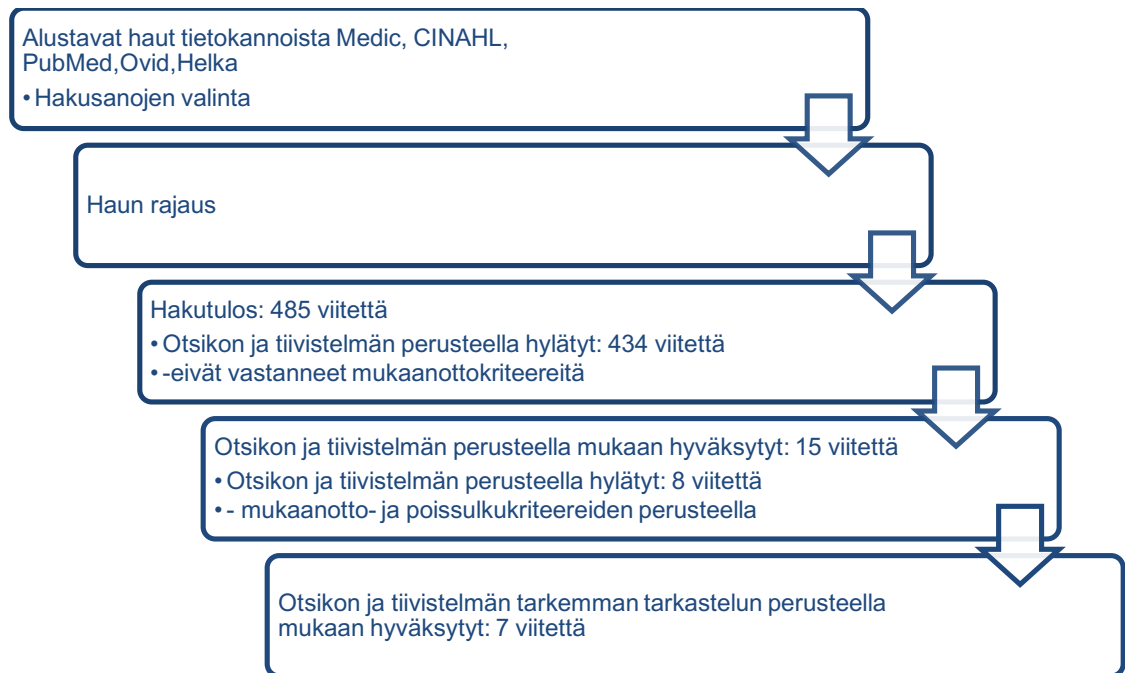 Alustavat haut tietokannoista Medic, CINAHL,
PubMed,Ovid,Helka
• Hakusanojen valinta
Haun rajaus
Hakutulos: 485 viitettä
• Otsikon ja tiivistelmän perusteella hylätyt: 434 viitettä
• -eivät vastanneet mukaanottokriteereitä
Otsikon ja tiivistelmän perusteella mukaan hyväksytyt: 15 viitettä
• Otsikon ja tiivistelmän perusteella hylätyt: 8 viitettä
• - mukaanotto- ja poissulkukriteereiden perusteella
Otsikon ja tiivistelmän tarkemman tarkastelun perusteella
mukaan hyväksytyt: 7 viitettä